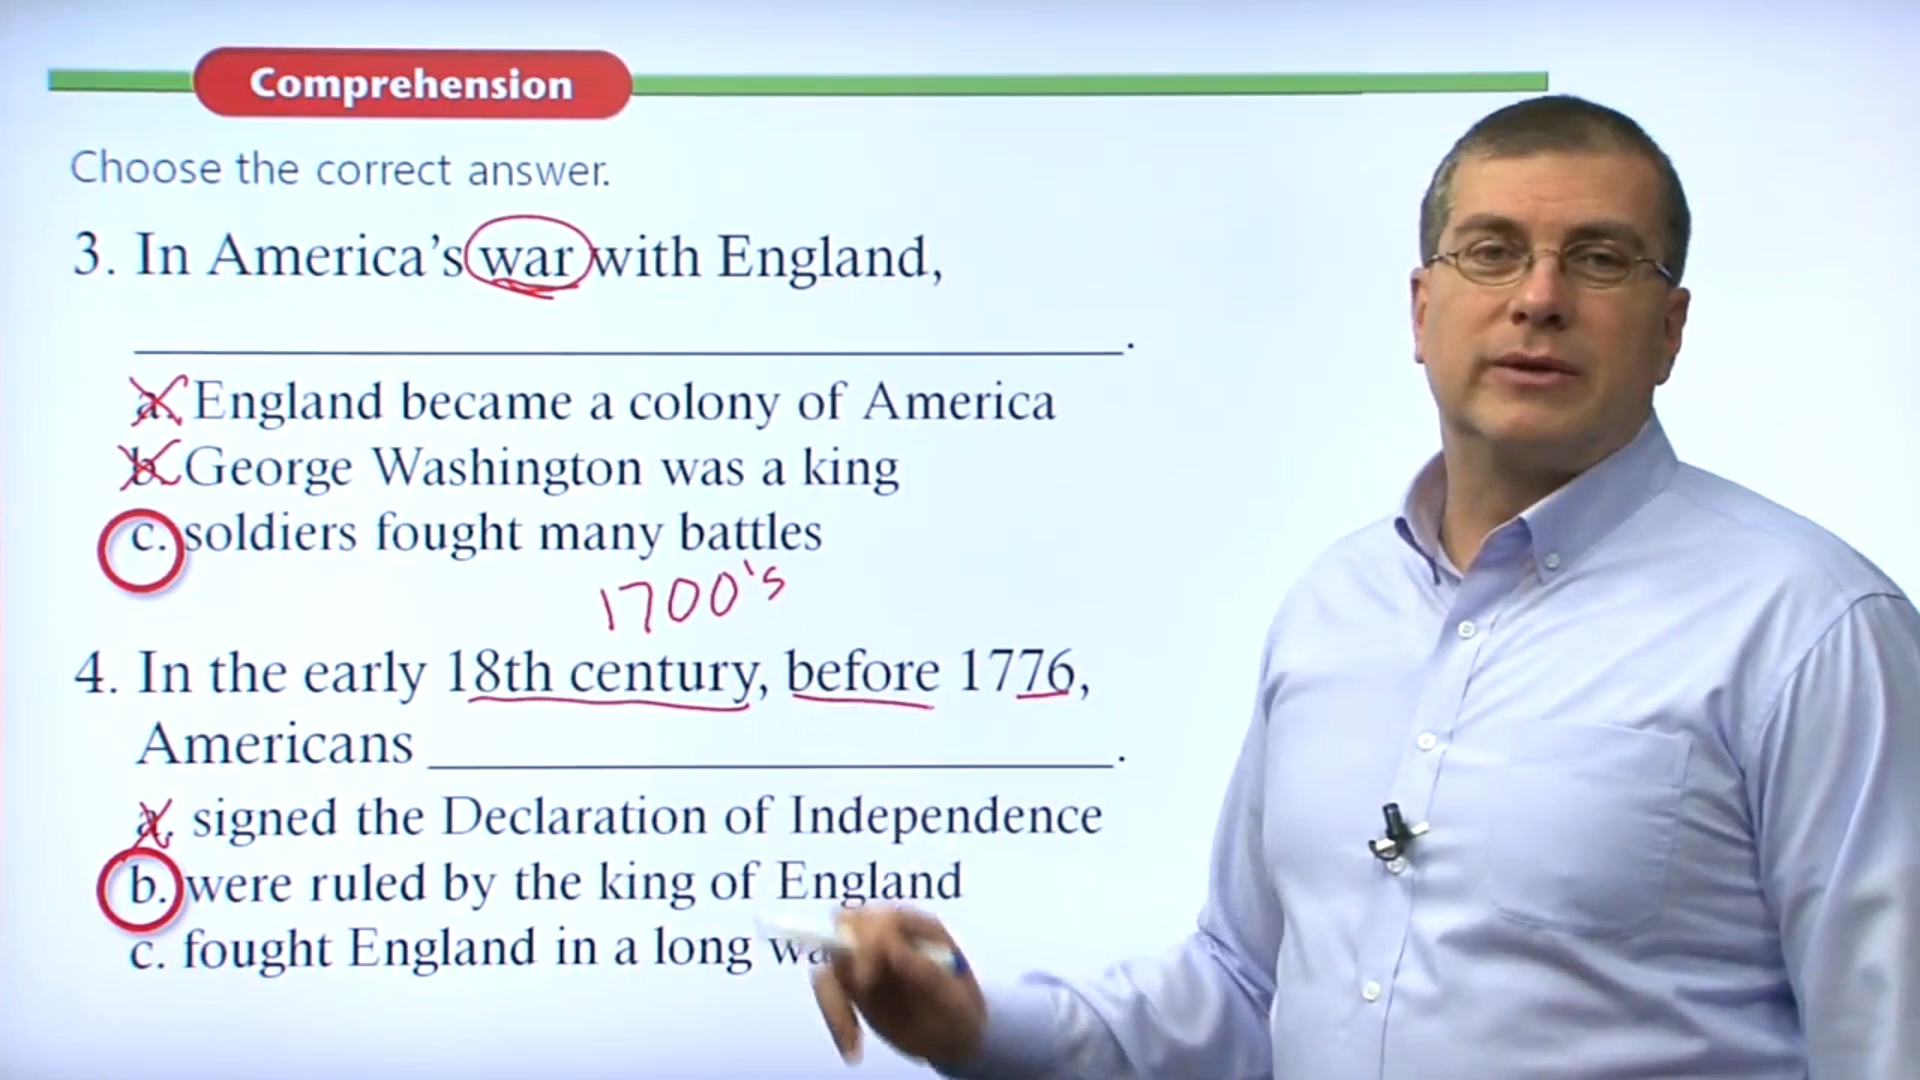 Comprehension
Choose the correct answer.
3. In America's war with England,
.
a. England became a colony of America
b. George Washington was a king
c. soldiers fought many battles
1700's
4. In the early 18th century, before 1776,
Americans .
a. signed the Declaration of Independence
b. were ruled by the king of England
c. fought England in a long